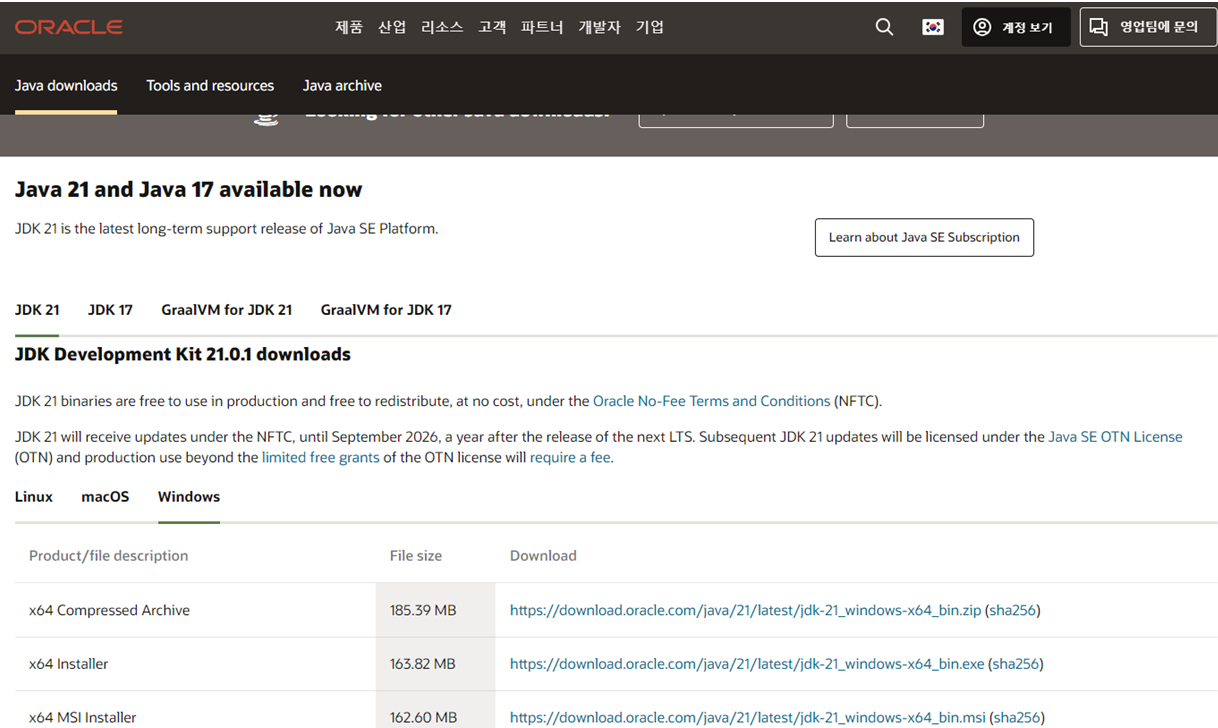 ORACLE 제품 산업 리소스 고객 파트너 개발자 기업 계정 보기 영업팀에 문의
Java downloads Tools and resources Java archive
Looking for other Java downloads?
Java 21 and Java 17 available now
JDK 21 is the latest long-term support release of Java SE Platform.
Learn about Java SE Subscription
JDK 21 JDK 17 GraalVM for JDK 21 GraalVM for JDK 17
JDK Development Kit 21.0.1 downloads
JDK 21 binaries are free to use in production and free to redistribute, at no cost, under the Oracle No-Fee Terms and Conditions (NFTC).
JDK 21 will receive updates under the NFTC, until September 2026, a year after the release of the next LTS. Subsequent JDK 21 updates will be licensed under the Java SE OTN License
(OTN) and production use beyond the limited free grants of the OTN license will require a fee.
Linux macOS Windows
Product/file description File size Download
x64 Compressed Archive 185.39 MB https://download.oracle.com/java/21/latest/jdk-21_windows-x64_bin.zip (sha256)
x64 Installer 163.82 MB https://download.oracle.com/java/21/latest/jdk-21_windows-x64_bin.exe (sha256)
x64 MSI Installer 162.60 MB https://download.oracle.com/java/21/latest/jdk-21_windows-x64_bin.msi (sha256)